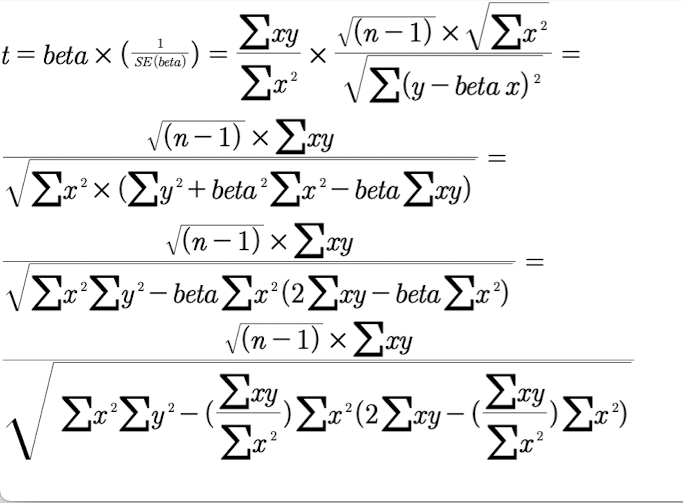 t = beta × (1/SE(beta)) = ∑xy/∑x² × √(n − 1) × √∑x² / √∑(y − beta x)² =
√(n − 1) × ∑xy / √∑x² × (∑y² + beta²∑x² − beta∑xy) =
√(n − 1) × ∑xy / √∑x²∑y² − beta∑x²(2∑xy − beta∑x²) =
√(n − 1) × ∑xy / √∑x²∑y² − (∑xy/∑x²)∑x²(2∑xy − (∑xy/∑x²)∑x²)